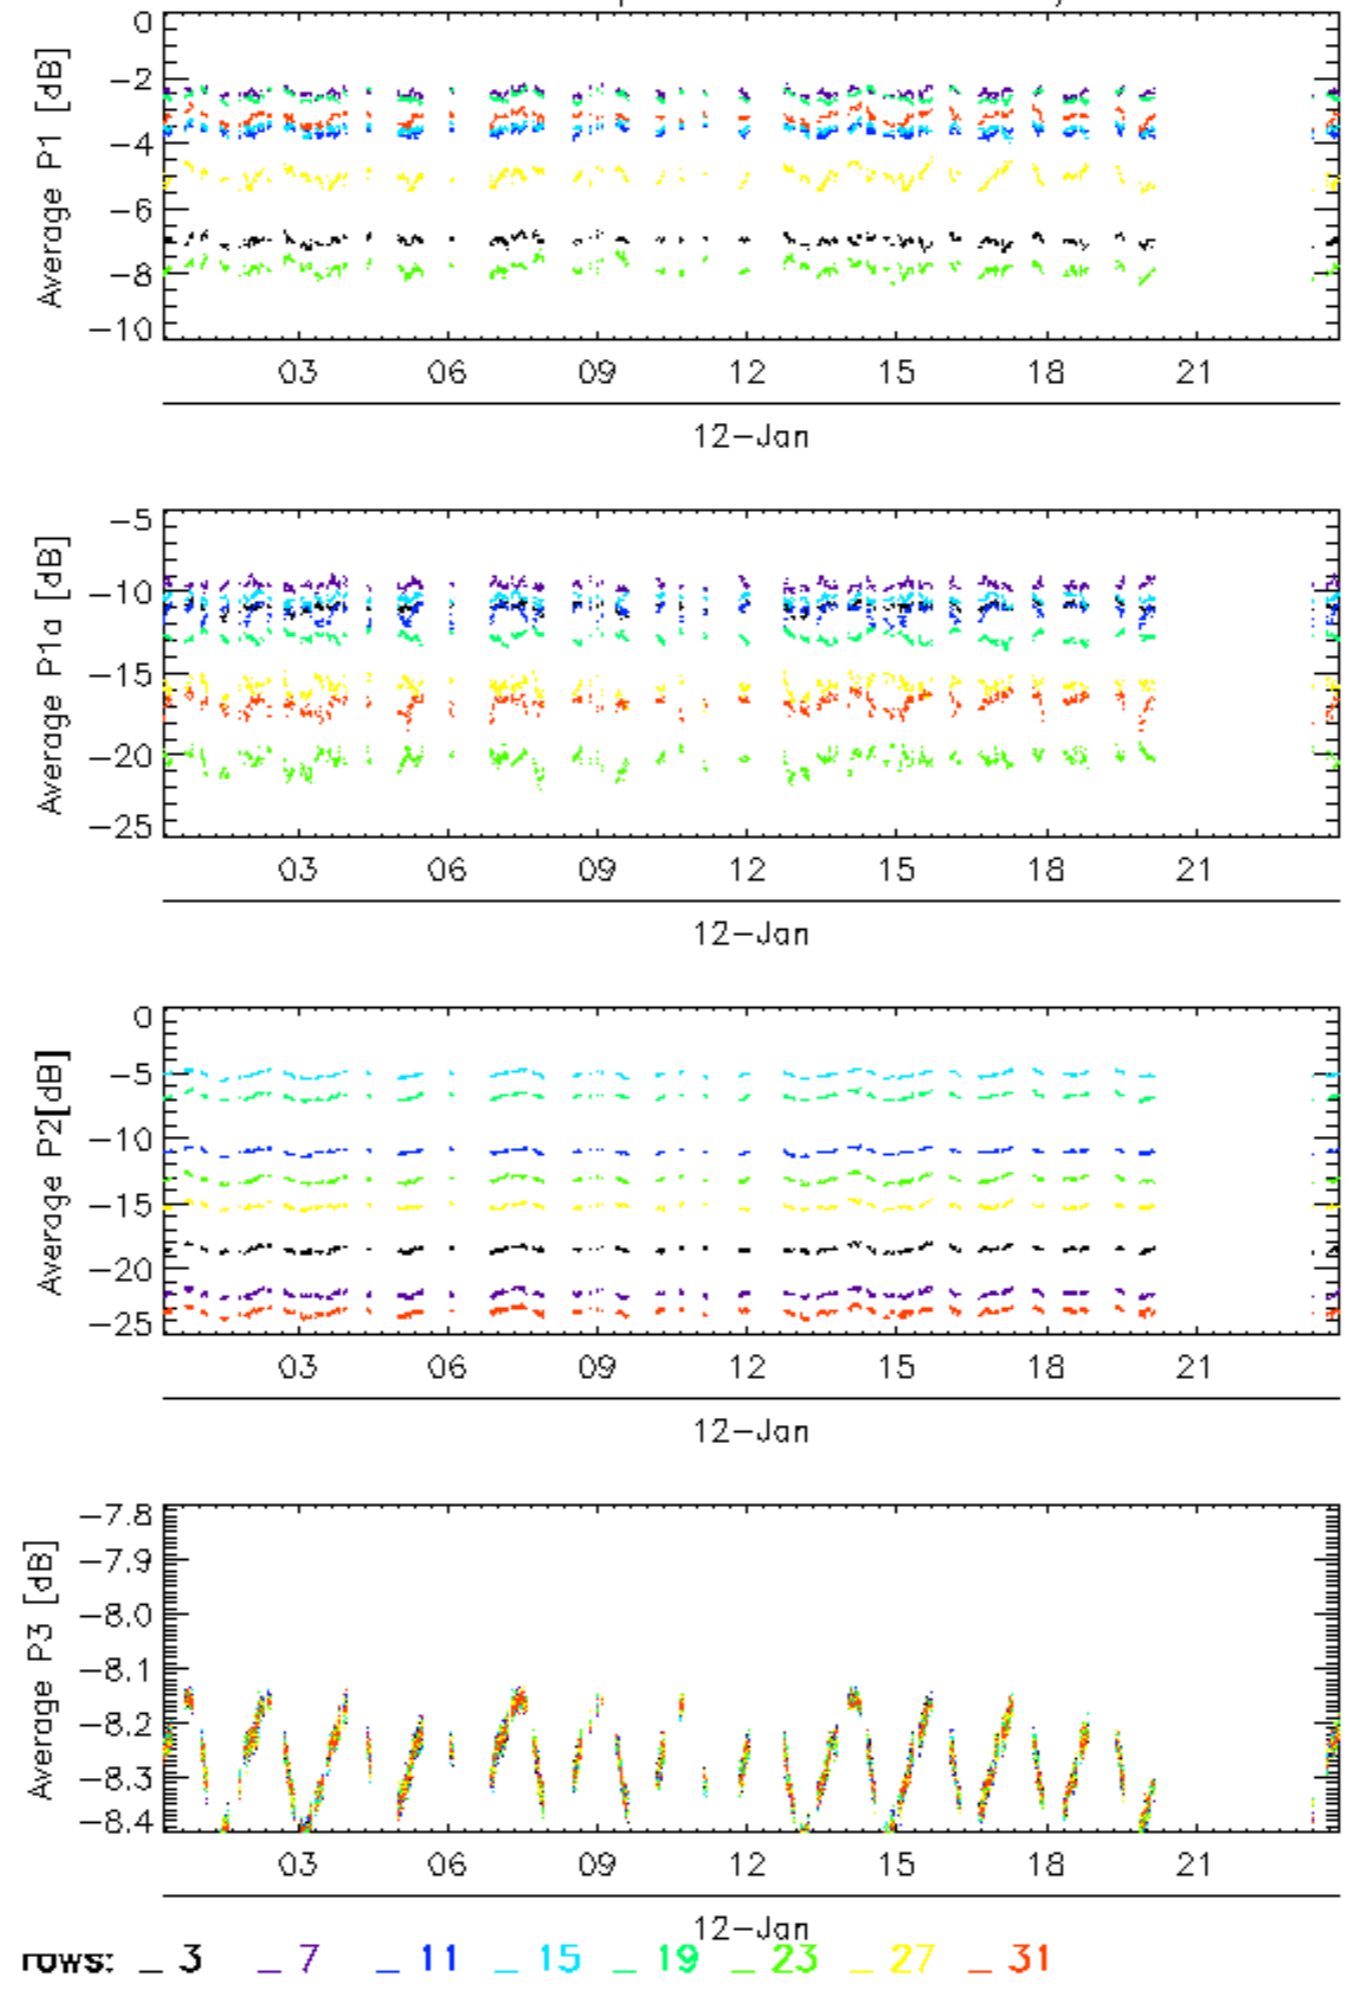 0
-2
-4
-6
-8
-10
Average P1 [dB]
03 06 09 12 15 18 21
12-Jan
-5
-10
-15
-20
-25
Average P1a [dB]
03 06 09 12 15 18 21
12-Jan
0
-5
-10
-15
-20
-25
Average P2[dB]
03 06 09 12 15 18 21
12-Jan
-7.8
-7.9
-8.0
-8.1
-8.2
-8.3
-8.4
Average P3 [dB]
03 06 09 12 15 18 21
12-Jan
rows: _ 3 _ 7 _ 11 _ 15 _ 19 _ 23 _ 27 _ 31